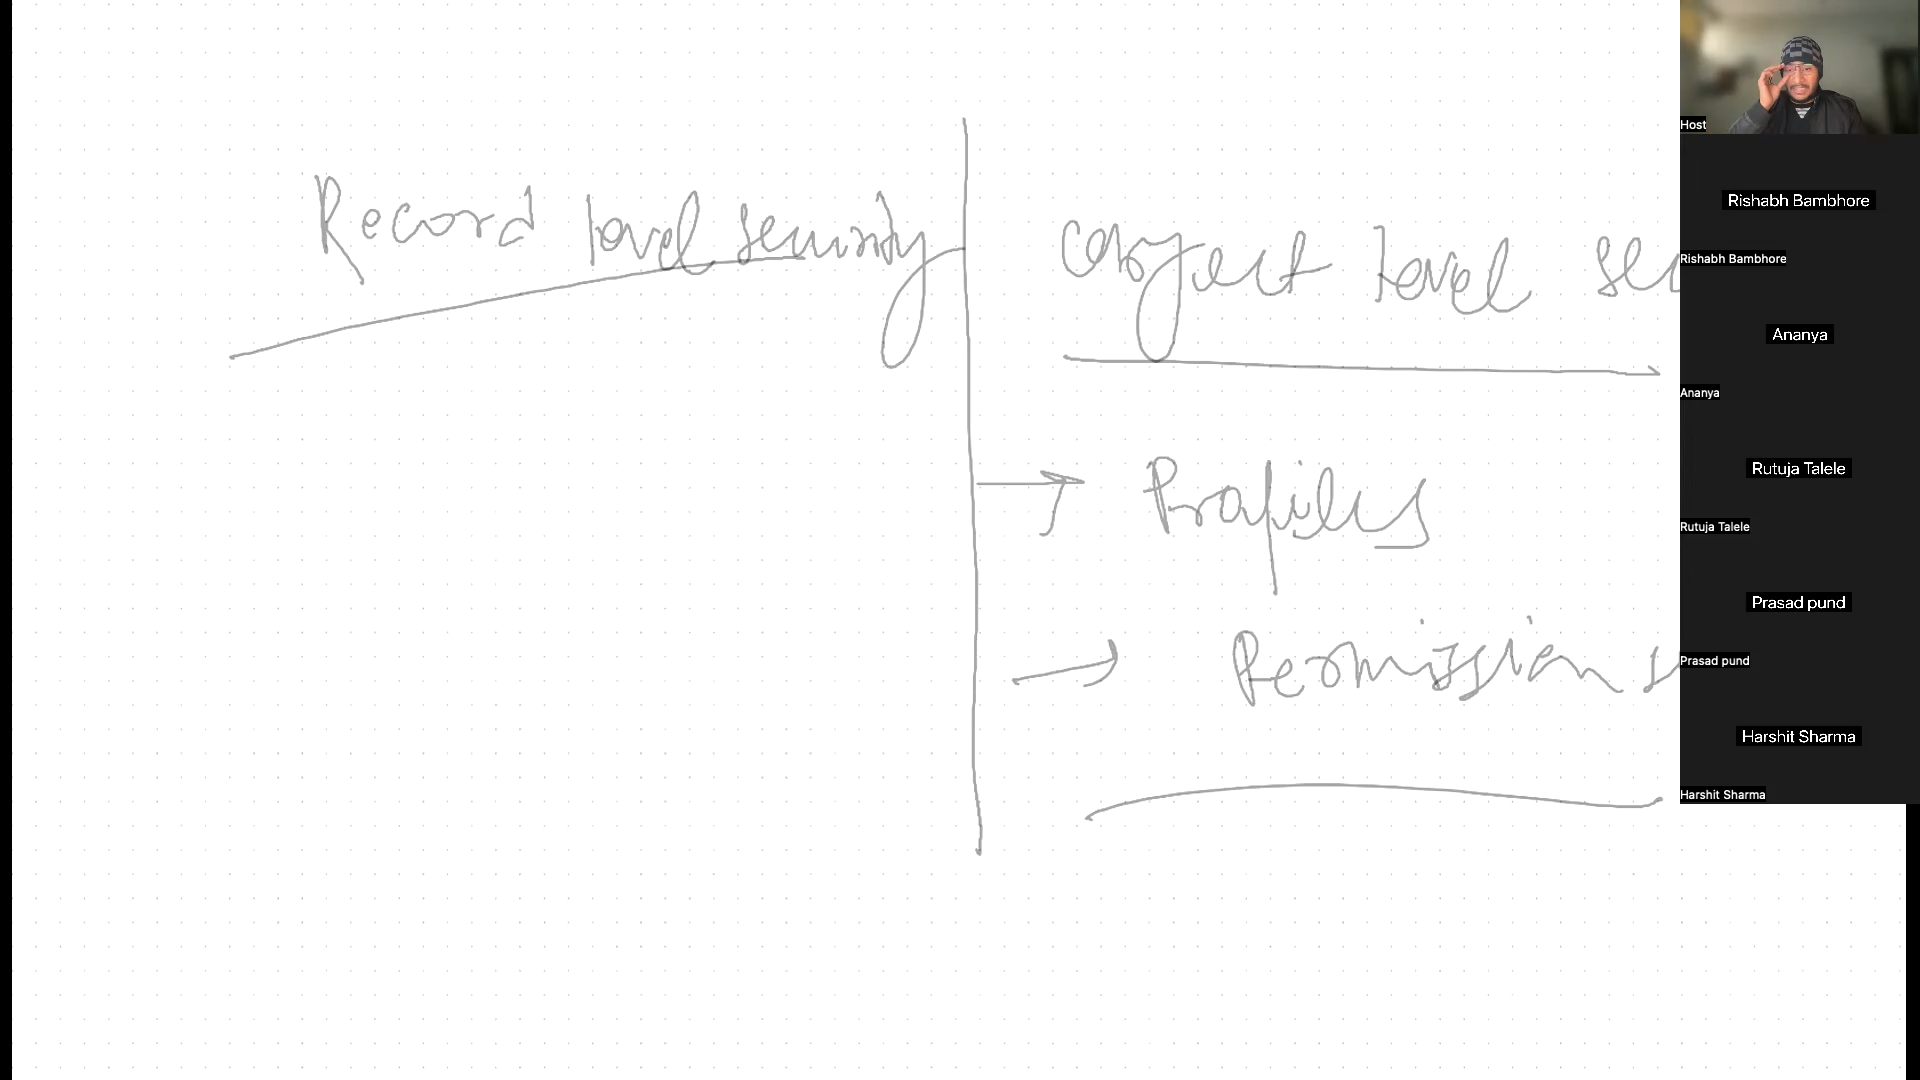 Record level security
object level se
Profiles
Permission s
Host
Rishabh Bambhore
Rishabh Bambhore
Ananya
Ananya
Rutuja Talele
Rutuja Talele
Prasad pund
Prasad pund
Harshit Sharma
Harshit Sharma